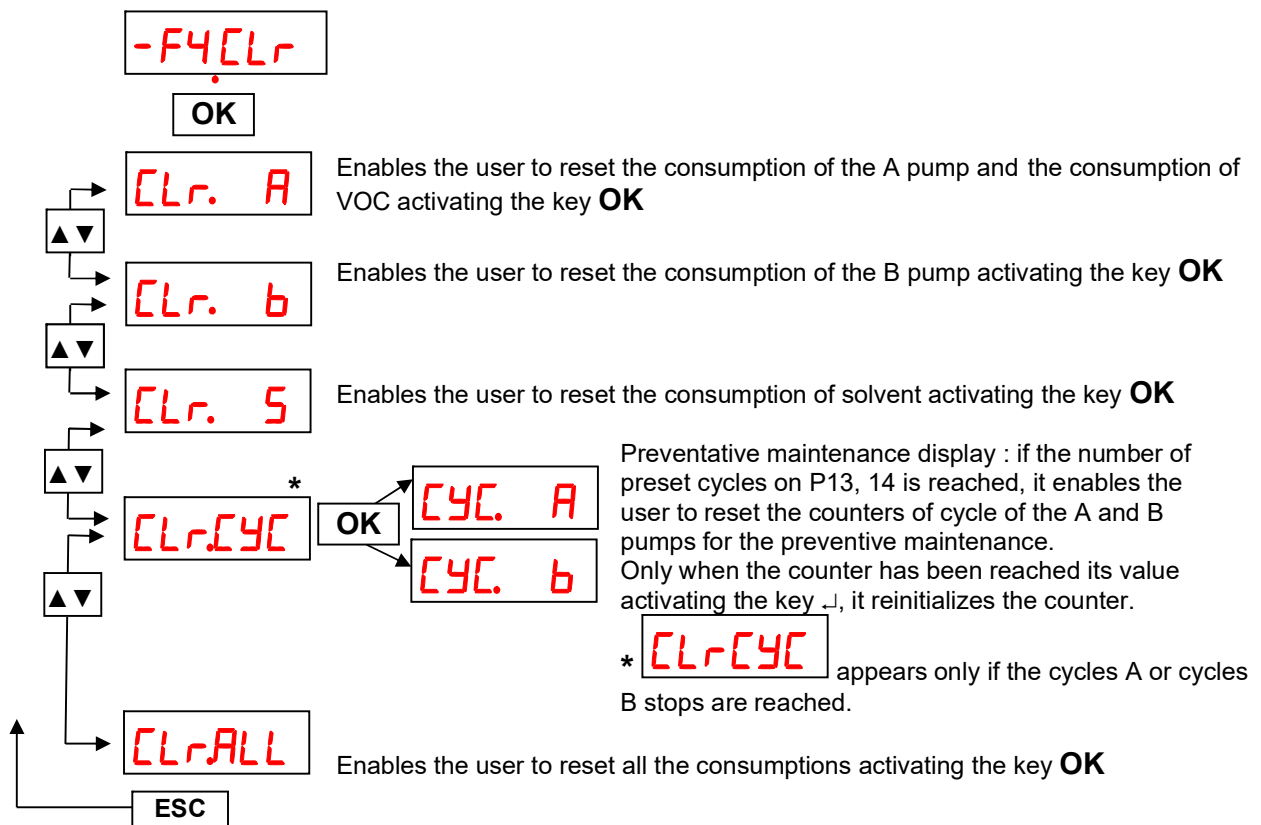 -F4CLr
OK
CLr. A
Enables the user to reset the consumption of the A pump and the consumption of
VOC activating the key OK
▲▼
CLr. b
Enables the user to reset the consumption of the B pump activating the key OK
▲▼
CLr. S
Enables the user to reset the consumption of solvent activating the key OK
▲▼
*
CLr.CYC
OK
CYC. A
CYC. b
Preventative maintenance display : if the number of
preset cycles on P13, 14 is reached, it enables the
user to reset the counters of cycle of the A and B
pumps for the preventive maintenance.
Only when the counter has been reached its value
activating the key ↵, it reinitializes the counter.
* CLrCYC appears only if the cycles A or cycles
B stops are reached.
▲▼
CLr.ALL
Enables the user to reset all the consumptions activating the key OK
ESC